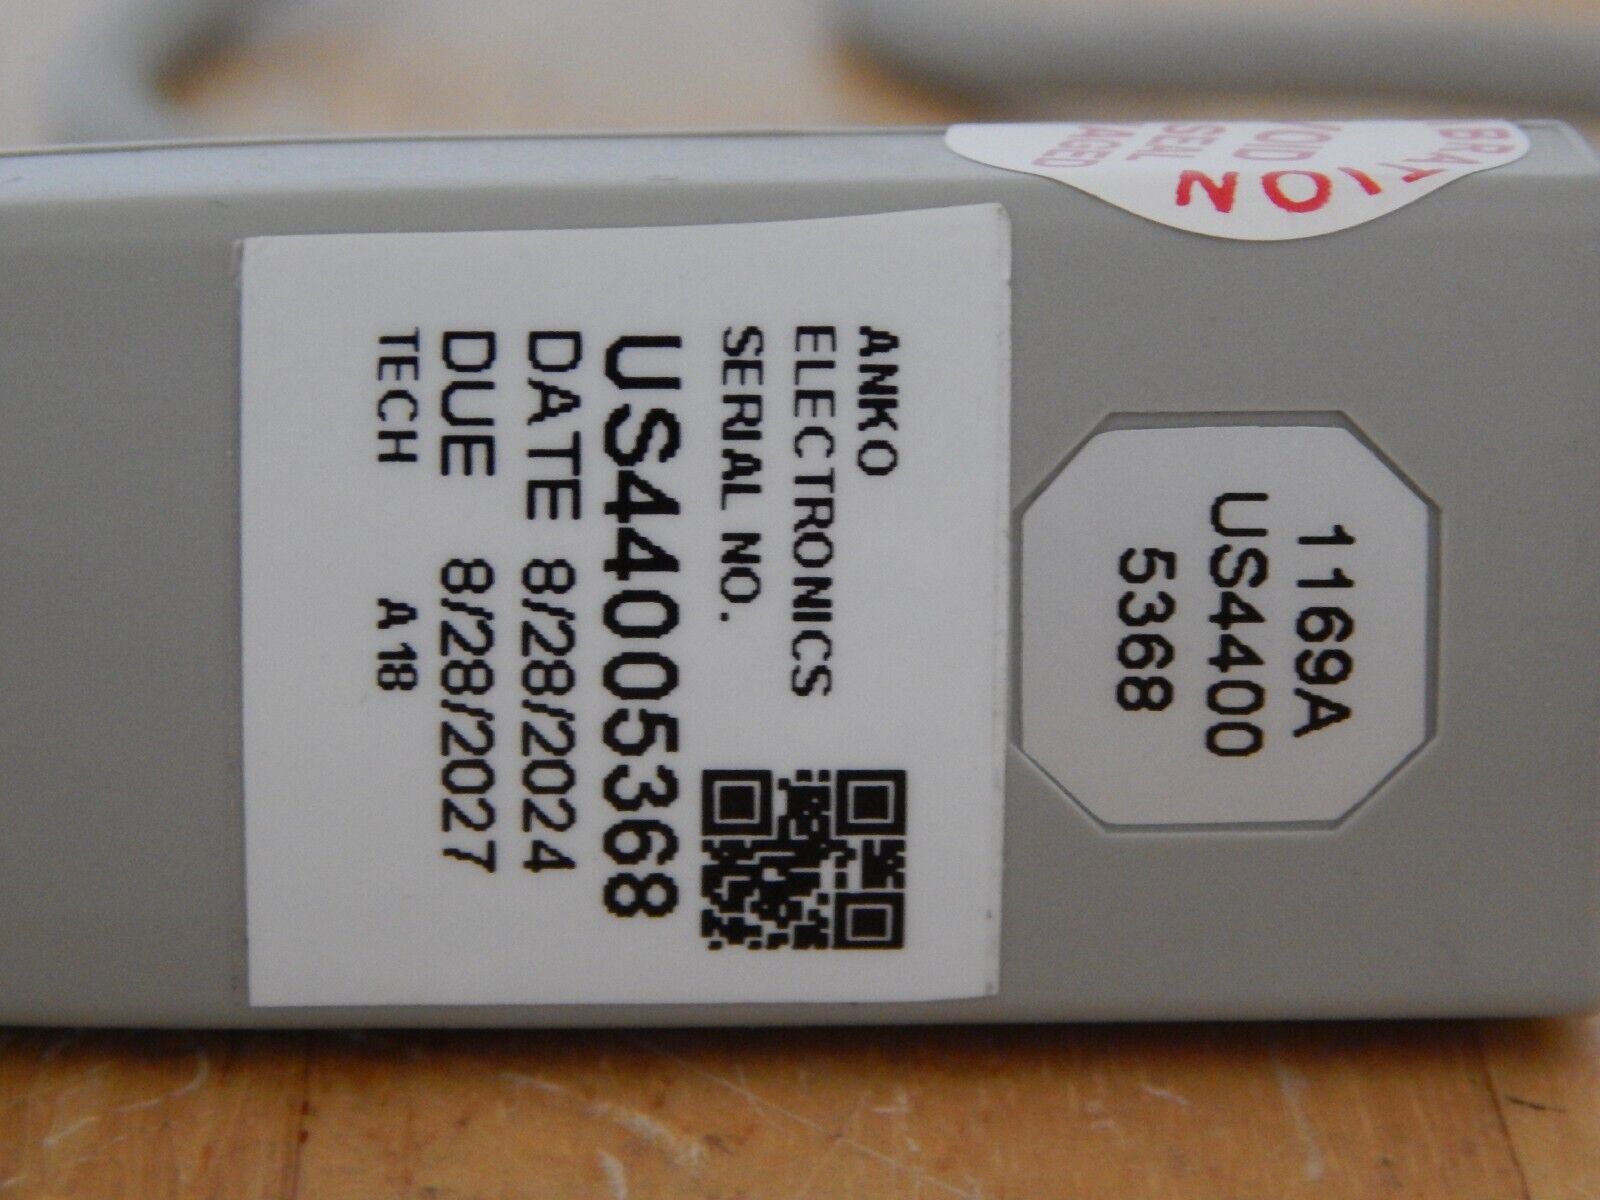 ANKO
ELECTRONICS
SERIAL NO.
US44005368
DATE 8/28/2024
DUE 8/28/2027
TECH A18
1169A
US4400
5368
BRATION
VOID
SEAL
AGED